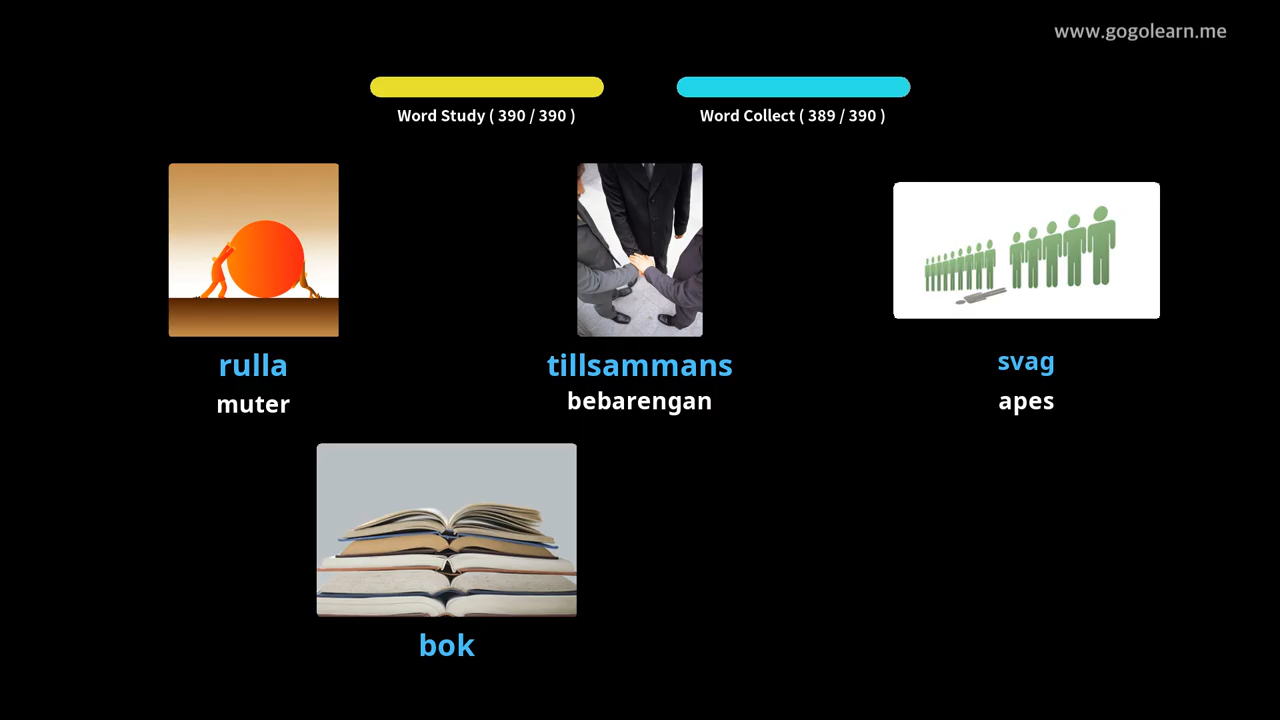 www.gogolearn.me
Word Study ( 390 / 390 )
Word Collect ( 389 / 390 )
rulla
muter
tillsammans
bebarengan
svag
apes
bok